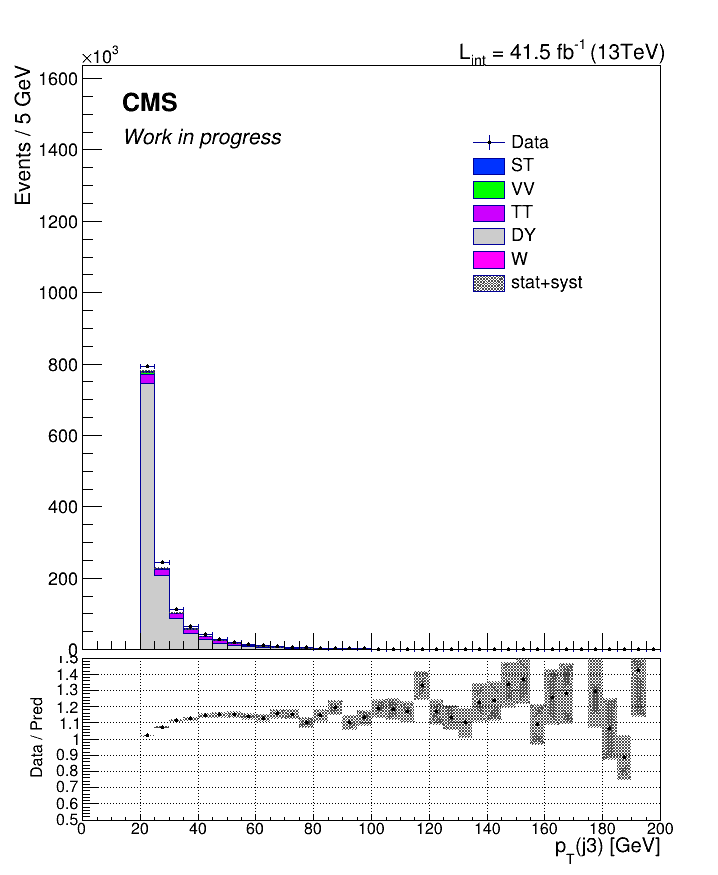 ×10³
L_int = 41.5 fb⁻¹ (13TeV)
Events / 5 GeV
1600
1400
1200
1000
800
600
400
200
0
CMS
Work in progress
Data
ST
VV
TT
DY
W
stat+syst
Data / Pred
1.5
1.4
1.3
1.2
1.1
1
0.9
0.8
0.7
0.6
0.5
0 20 40 60 80 100 120 140 160 180 200
p_T(j3) [GeV]